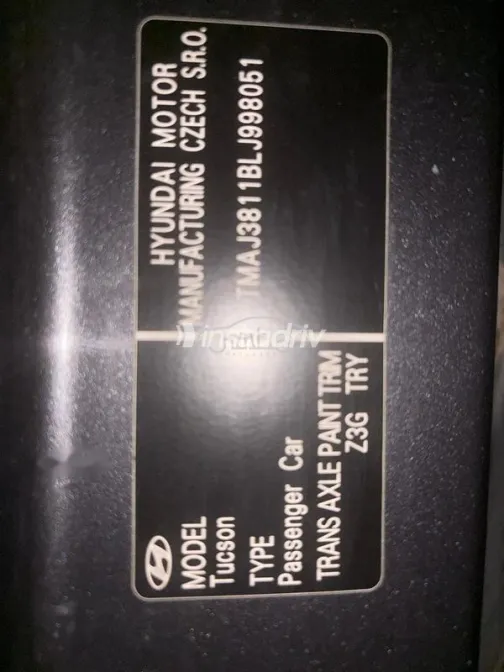 HYUNDAI MOTOR
MANUFACTURING CZECH S.R.O.
TMAJ3811BLJ998051
MODEL
Tucson
TYPE
Passenger Car
TRANS AXLE PAINT TRIM
Z3G TRY